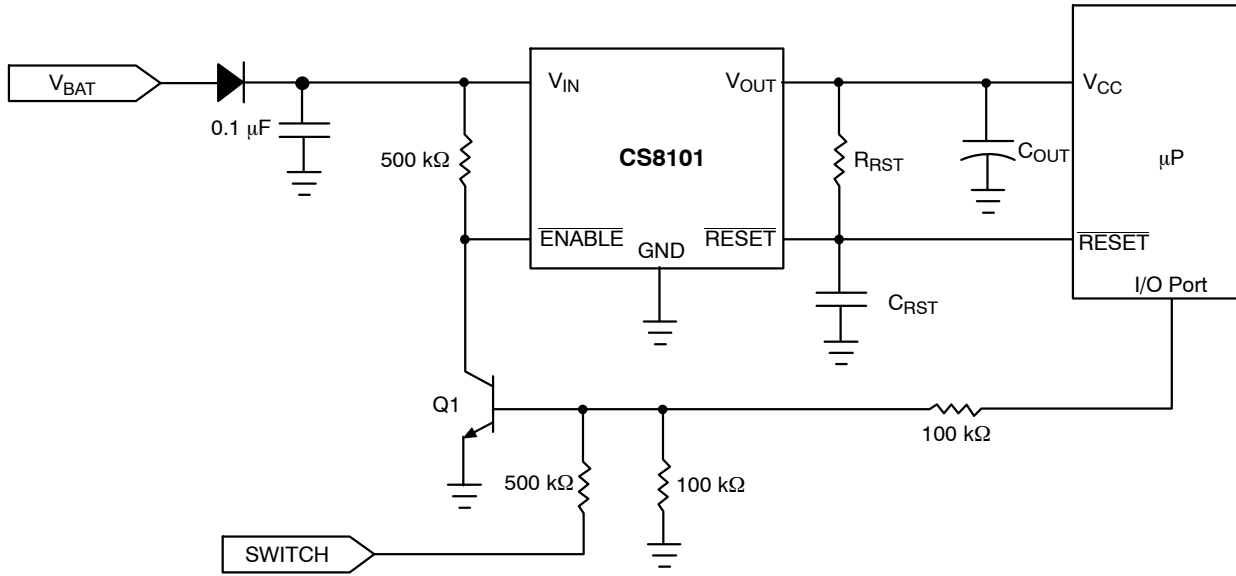 V_BAT
0.1 μF
500 kΩ
V_IN
V_OUT
CS8101
ENABLE
RESET
GND
R_RST
C_RST
C_OUT
V_CC
μP
RESET
I/O Port
Q1
500 kΩ
100 kΩ
100 kΩ
SWITCH